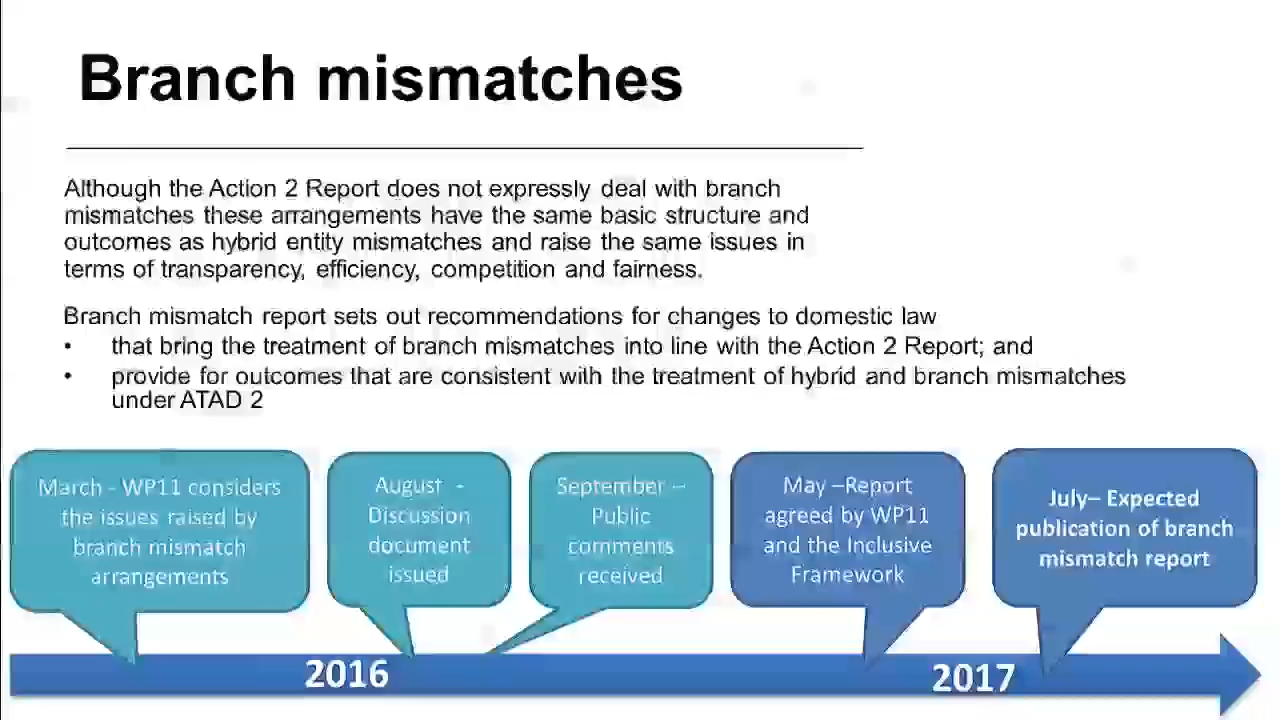 Branch mismatches
Although the Action 2 Report does not expressly deal with branch
mismatches these arrangements have the same basic structure and
outcomes as hybrid entity mismatches and raise the same issues in
terms of transparency, efficiency, competition and fairness.
Branch mismatch report sets out recommendations for changes to domestic law
• that bring the treatment of branch mismatches into line with the Action 2 Report; and
• provide for outcomes that are consistent with the treatment of hybrid and branch mismatches
under ATAD 2
March - WP11 considers
the issues raised by
branch mismatch
arrangements
August -
Discussion
document
issued
September –
Public
comments
received
May –Report
agreed by WP11
and the Inclusive
Framework
July– Expected
publication of branch
mismatch report
2016
2017